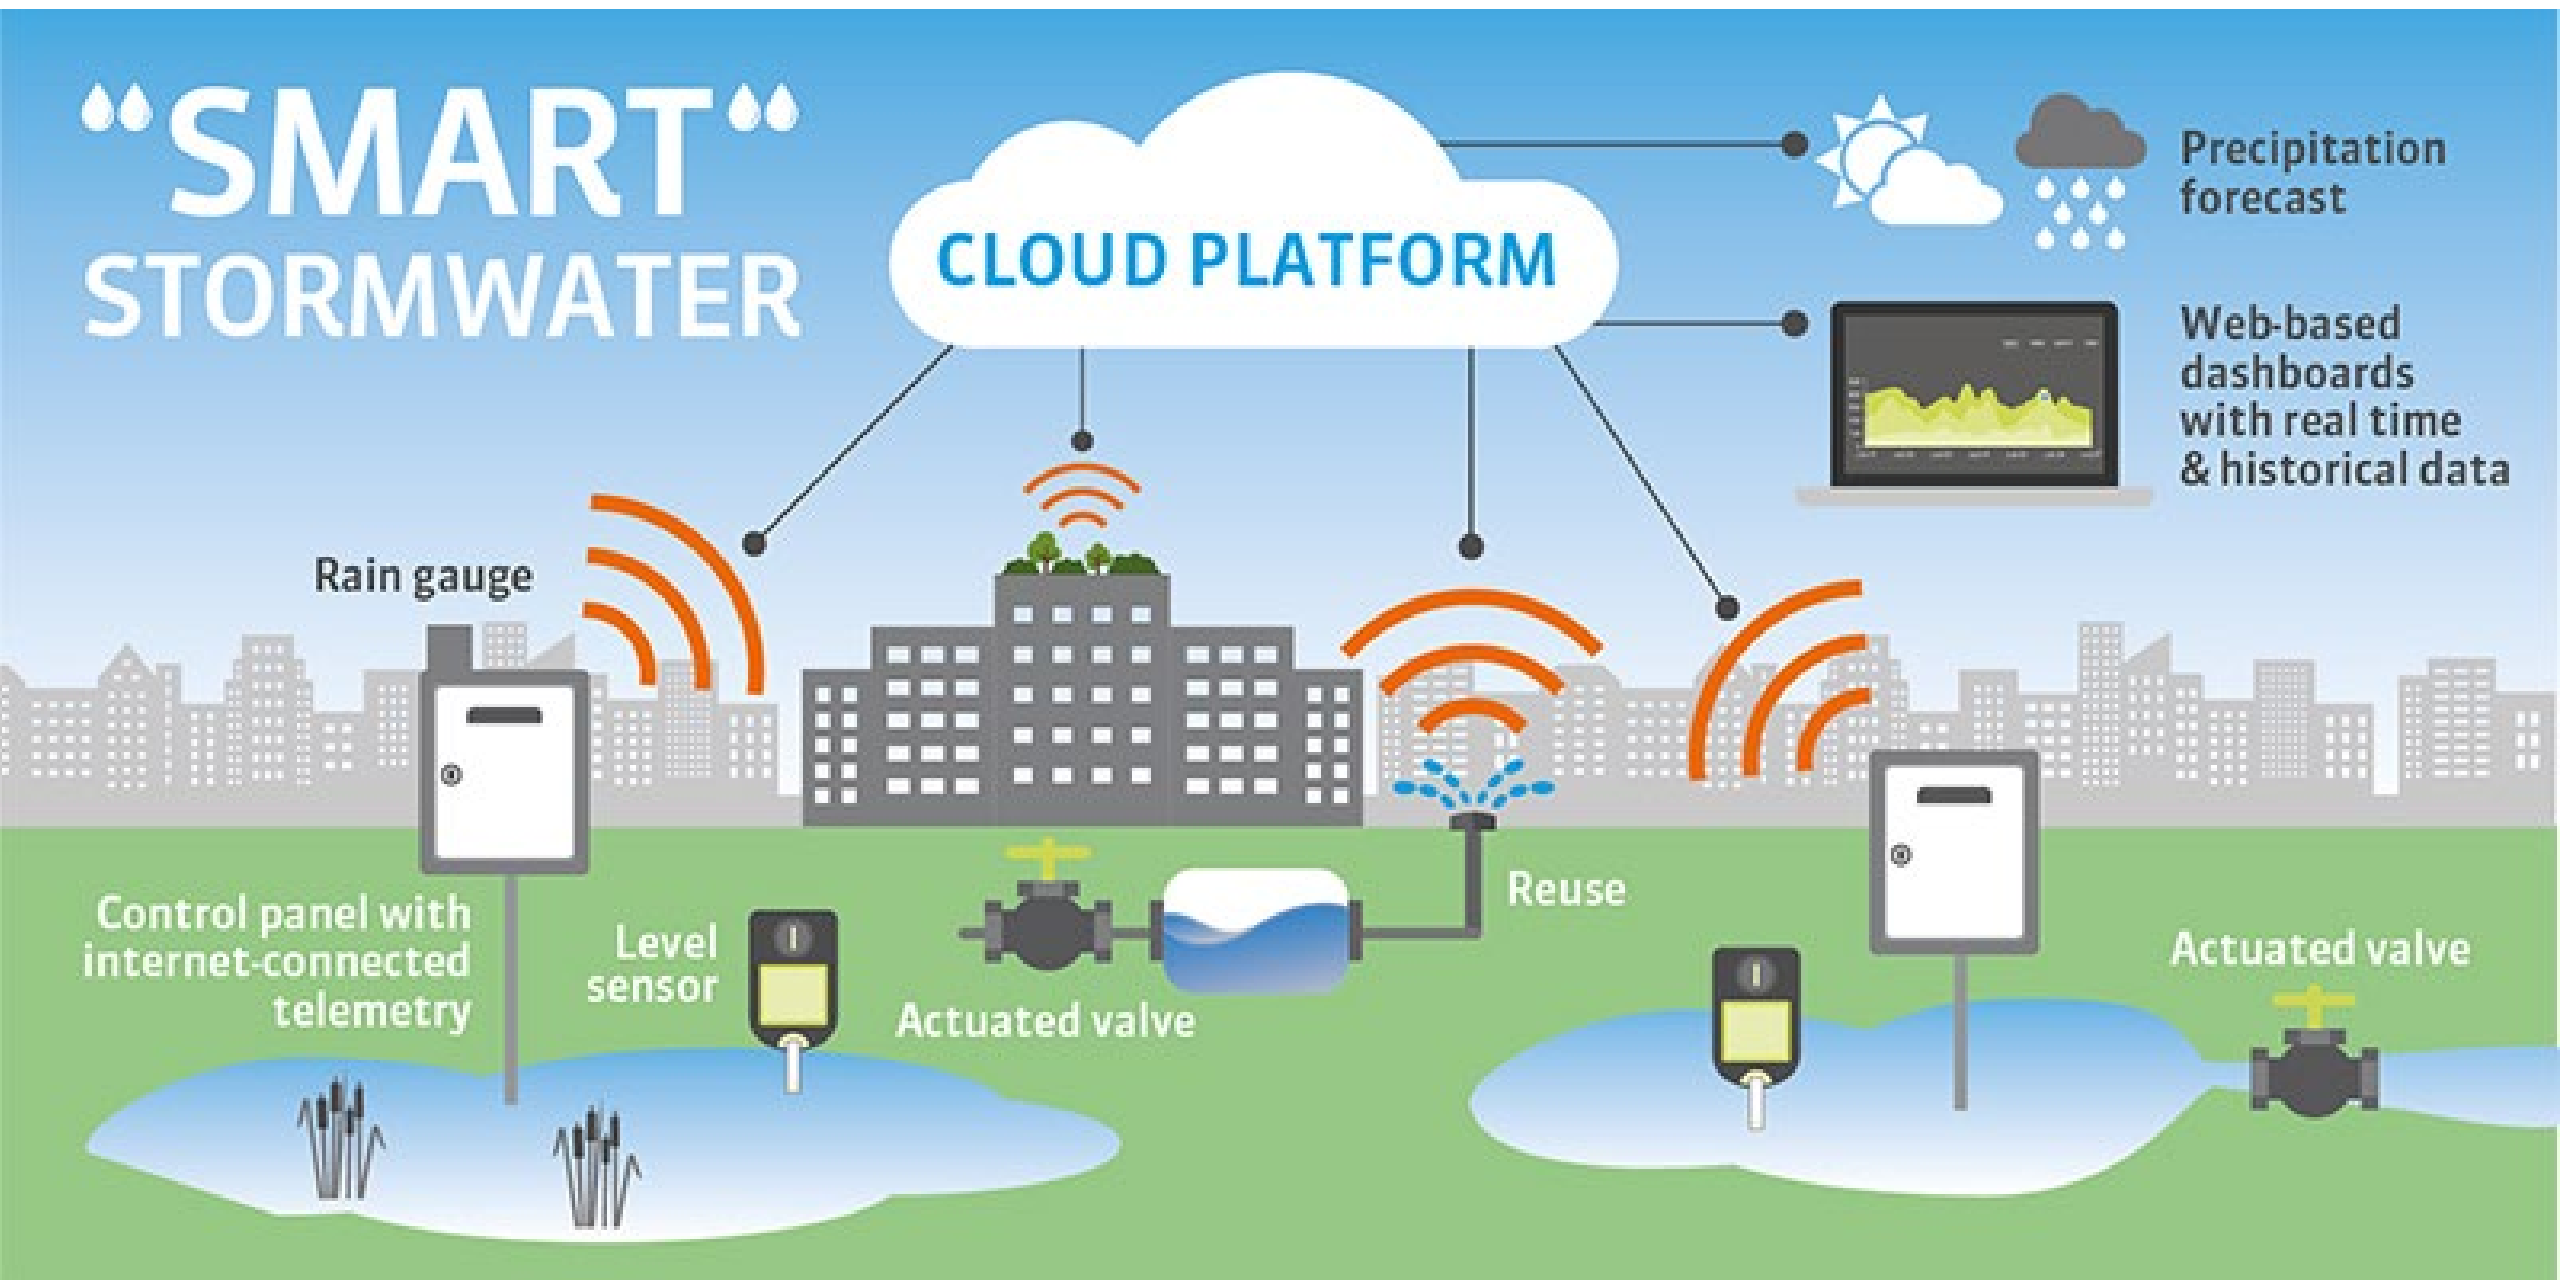 "SMART"
STORMWATER
CLOUD PLATFORM
Precipitation
forecast
Web-based
dashboards
with real time
& historical data
Rain gauge
Control panel with
internet-connected
telemetry
Level
sensor
Actuated valve
Reuse
Actuated valve